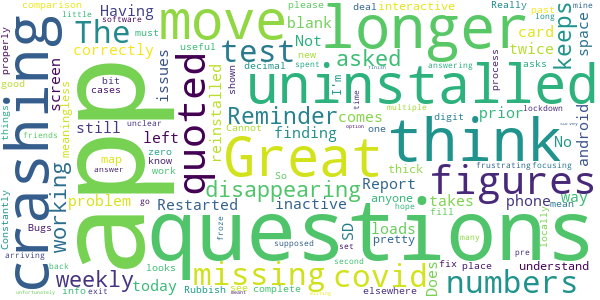 app
questions
crashing
uninstalled
longer
think
move
Great
figures
quoted
missing
covid
numbers
weekly
test
The
Reminder
disappearing
working
asked
keeps
inactive
Restarted
reinstalled
correctly
Having
issues
screen
still
left
today
problem
map
finding
comes
prior
SD
Report
loads
pretty
takes
phone
way
No
android
space
card
twice
blank
Not
Does
understand
fix
place
anyone
thick
digit
one
I'm
new
please
deal
interactive
Really
long
mine
must
past
comparison
little
software
useful
decimal
shown
spent
answering
asks
process
time
multiple
lockdown
option
frustrating
focusing
locally
fill
mean
hope
many
pre
elsewhere
second
set
supposed
So
Cannot
see
complete
froze
Rubbish
looks
go
work
know
zero
unclear
cases
bit
answer
meaningless
good
things
properly
friends
Constantly
Bugs
arriving
back
info
exit
unfortunately